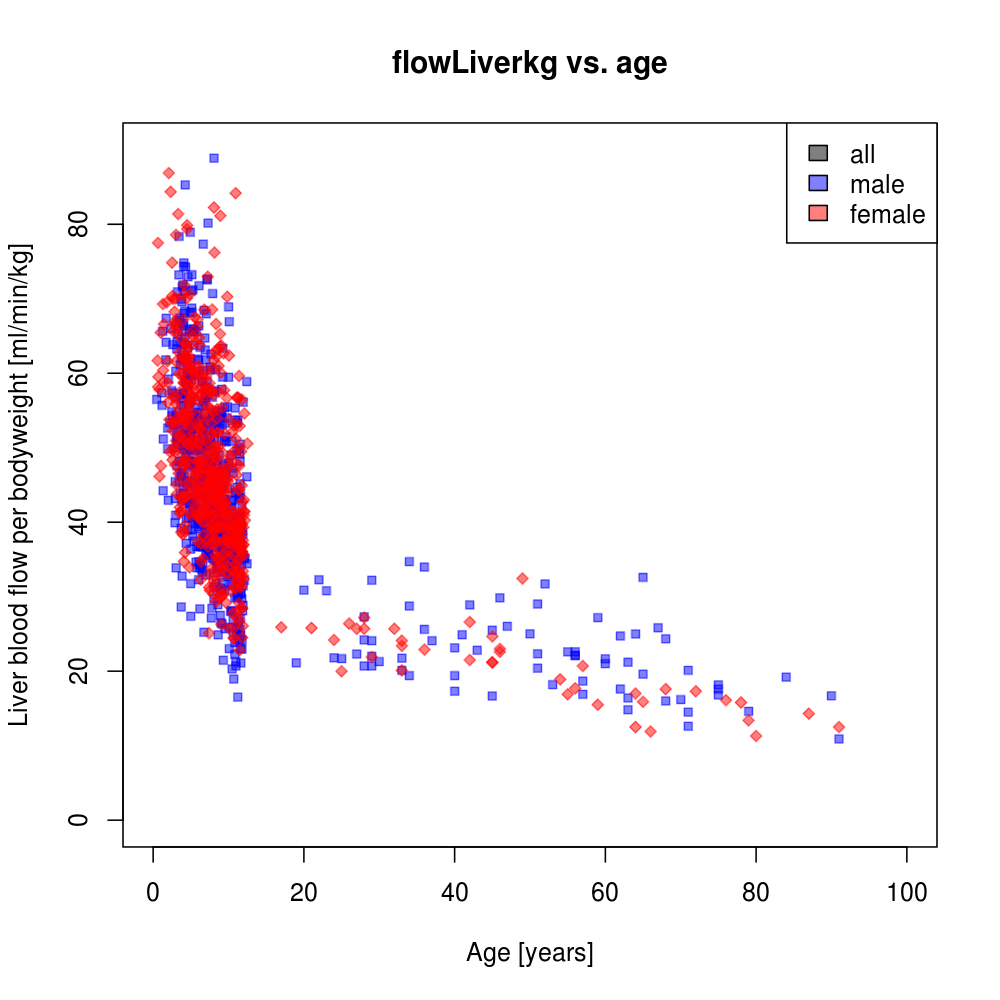 flowLiverkg vs. age
all
male
female
Liver blood flow per bodyweight [ml/min/kg]
80
60
40
20
0
0 20 40 60 80 100
Age [years]